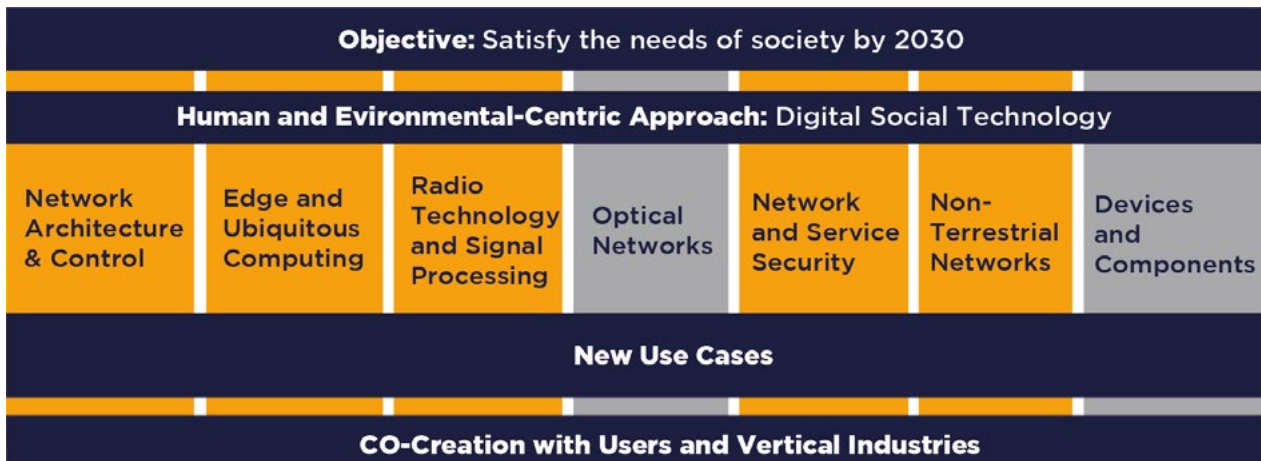 Objective: Satisfy the needs of society by 2030
Human and Evironmental-Centric Approach: Digital Social Technology
Network
Architecture
& Control
Edge and
Ubiquitous
Computing
Radio
Technology
and Signal
Processing
Optical
Networks
Network
and Service
Security
Non-
Terrestrial
Networks
Devices
and
Components
New Use Cases
CO-Creation with Users and Vertical Industries